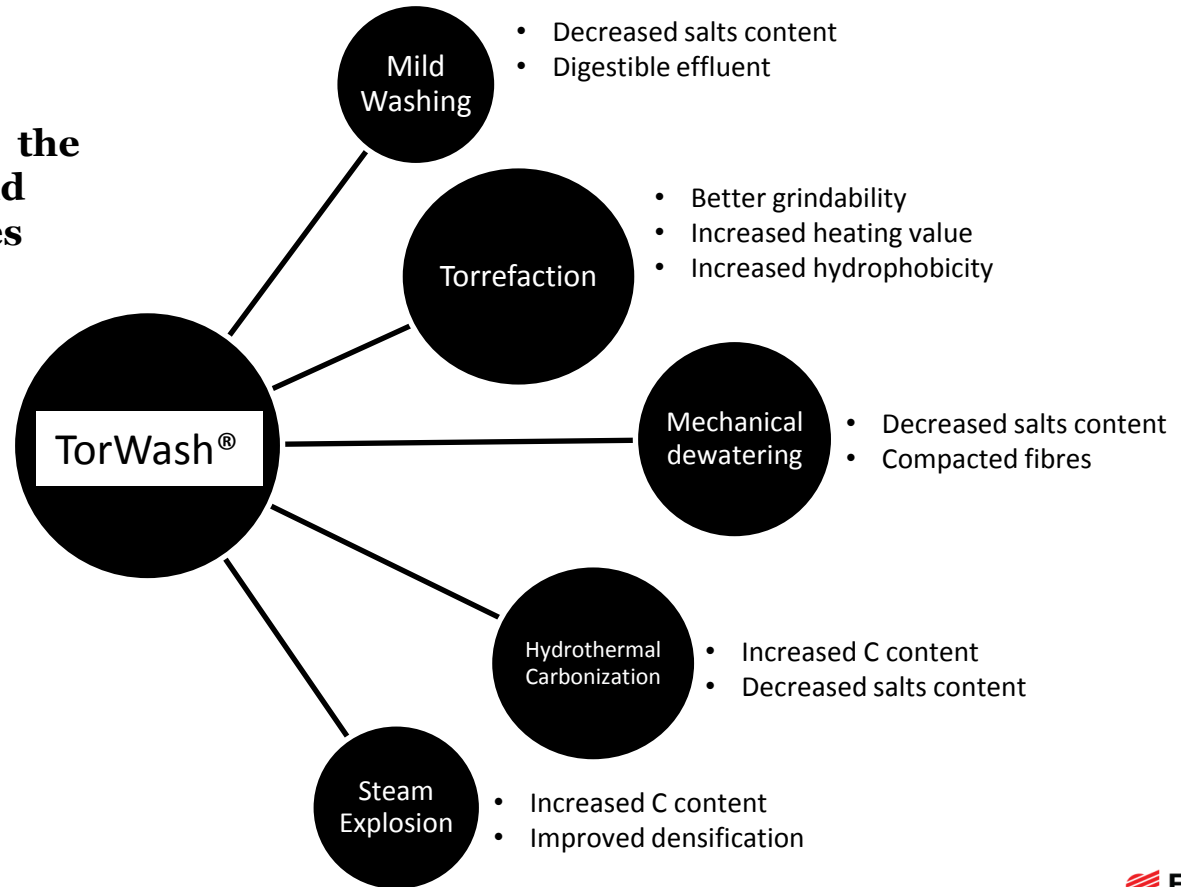 the
d
es
Mild
Washing
• Decreased salts content
• Digestible effluent
Torrefaction
• Better grindability
• Increased heating value
• Increased hydrophobicity
TorWash®
Mechanical
dewatering
• Decreased salts content
• Compacted fibres
Hydrothermal
Carbonization
• Increased C content
• Decreased salts content
Steam
Explosion
• Increased C content
• Improved densification